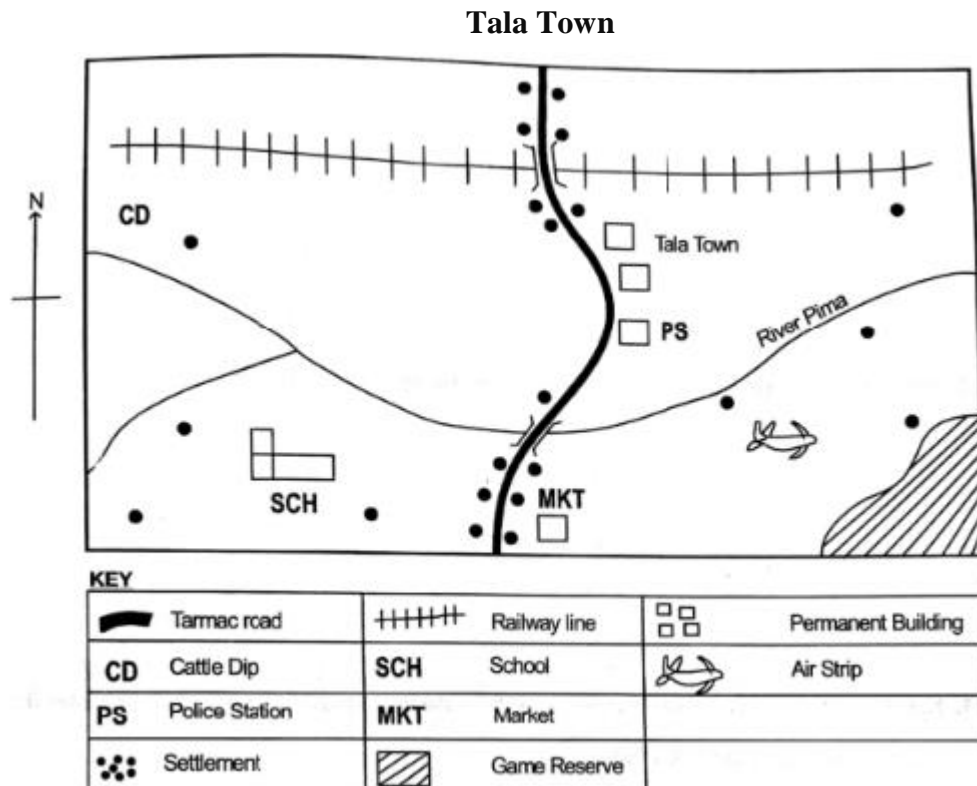 Tala Town
N
CD
Tala Town
PS
River Pima
SCH
MKT
KEY
Tarmac road
Railway line
Permanent Building
CD Cattle Dip
SCH School
Air Strip
PS Police Station
MKT Market
Settlement
Game Reserve